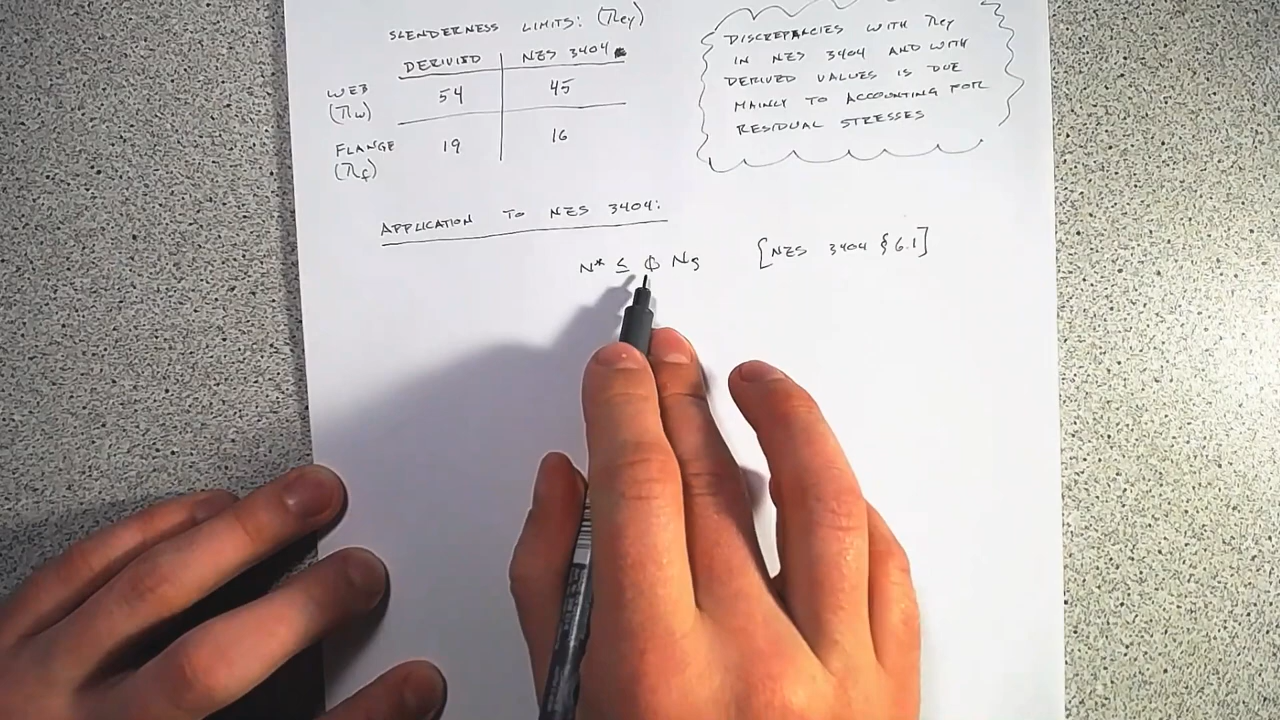 SLENDERNESS LIMITS: (λey)
DERIVED NZS 3404
WEB 54 45
(λw)
FLANGE 19 16
(λf)
DISCREPANCIES WITH λey
IN NZS 3404 AND WITH
DERIVED VALUES IS DUE
MAINLY TO ACCOUNTING FOR
RESIDUAL STRESSES
APPLICATION TO NZS 3404:
N* ≤ ϕ Ns [NZS 3404 § 6.1]